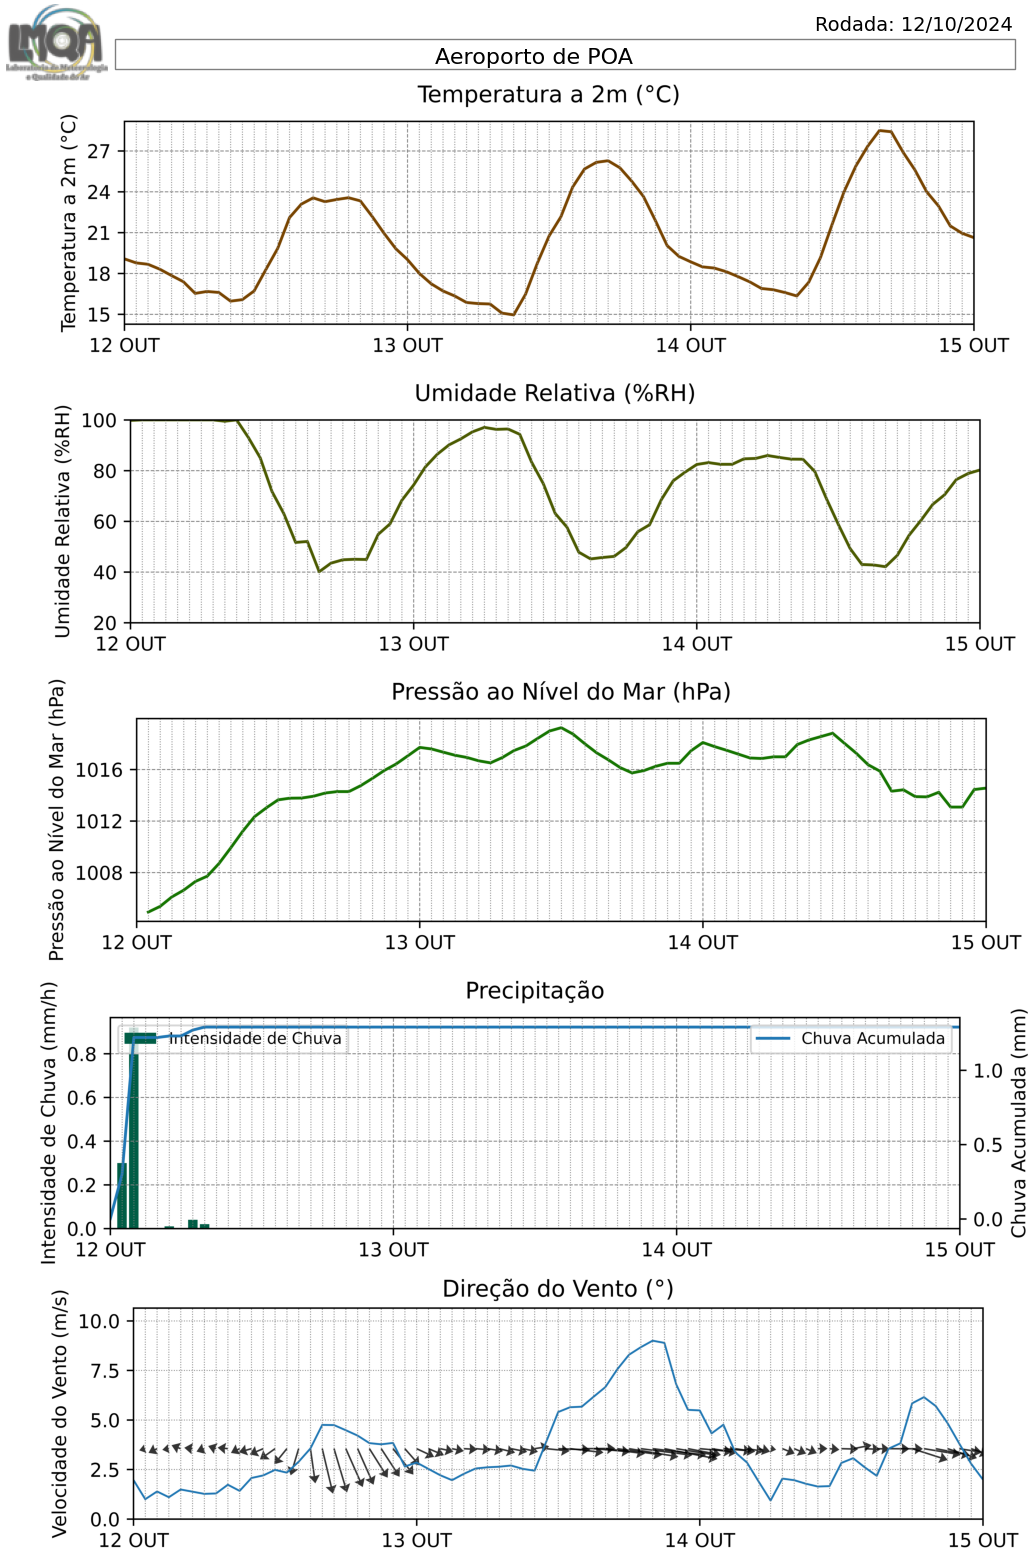 LMQA
Laboratório de Meteorologia
e Qualidade do Ar
Rodada: 12/10/2024
Aeroporto de POA
Temperatura a 2m (°C)
Temperatura a 2m (°C)
27
24
21
18
15
12 OUT 13 OUT 14 OUT 15 OUT
Umidade Relativa (%RH)
Umidade Relativa (%RH)
100
80
60
40
20
12 OUT 13 OUT 14 OUT 15 OUT
Pressão ao Nível do Mar (hPa)
Pressão ao Nível do Mar (hPa)
1016
1012
1008
12 OUT 13 OUT 14 OUT 15 OUT
Precipitação
Intensidade de Chuva (mm/h)
Intensidade de Chuva
Chuva Acumulada
0.8
0.6
0.4
0.2
0.0
1.0
0.5
0.0
Chuva Acumulada (mm)
12 OUT 13 OUT 14 OUT 15 OUT
Direção do Vento (°)
Velocidade do Vento (m/s)
10.0
7.5
5.0
2.5
0.0
12 OUT 13 OUT 14 OUT 15 OUT